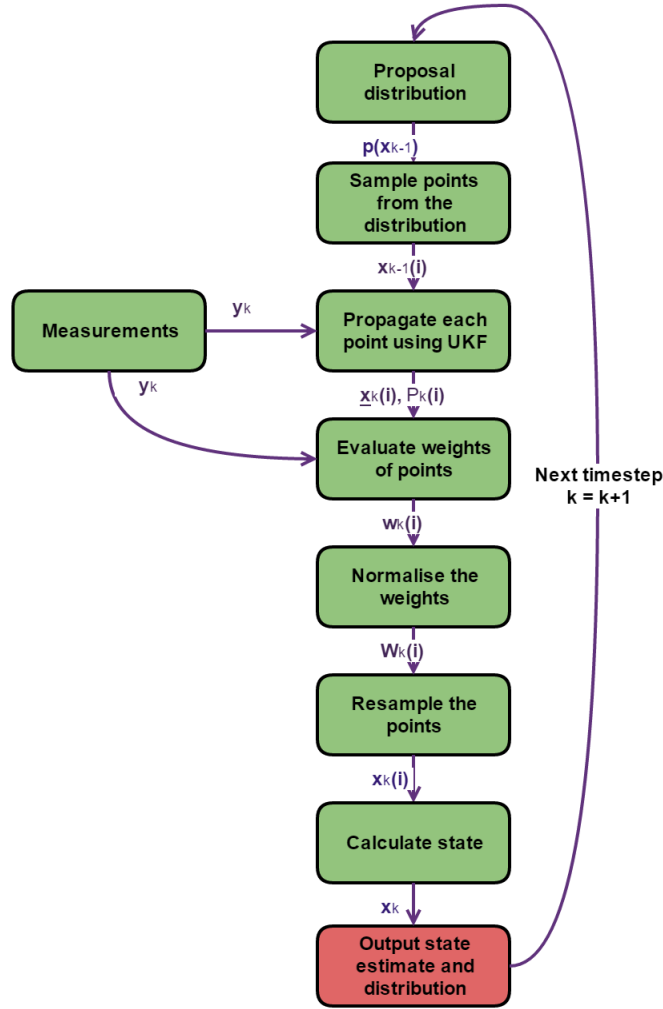 Proposal
distribution
p(xk-1)
Sample points
from the
distribution
xk-1(i)
Measurements
yk
Propagate each
point using UKF
yk
xk(i), Pk(i)
Evaluate weights
of points
Next timestep
k = k+1
wk(i)
Normalise the
weights
Wk(i)
Resample the
points
xk(i)
Calculate state
xk
Output state
estimate and
distribution